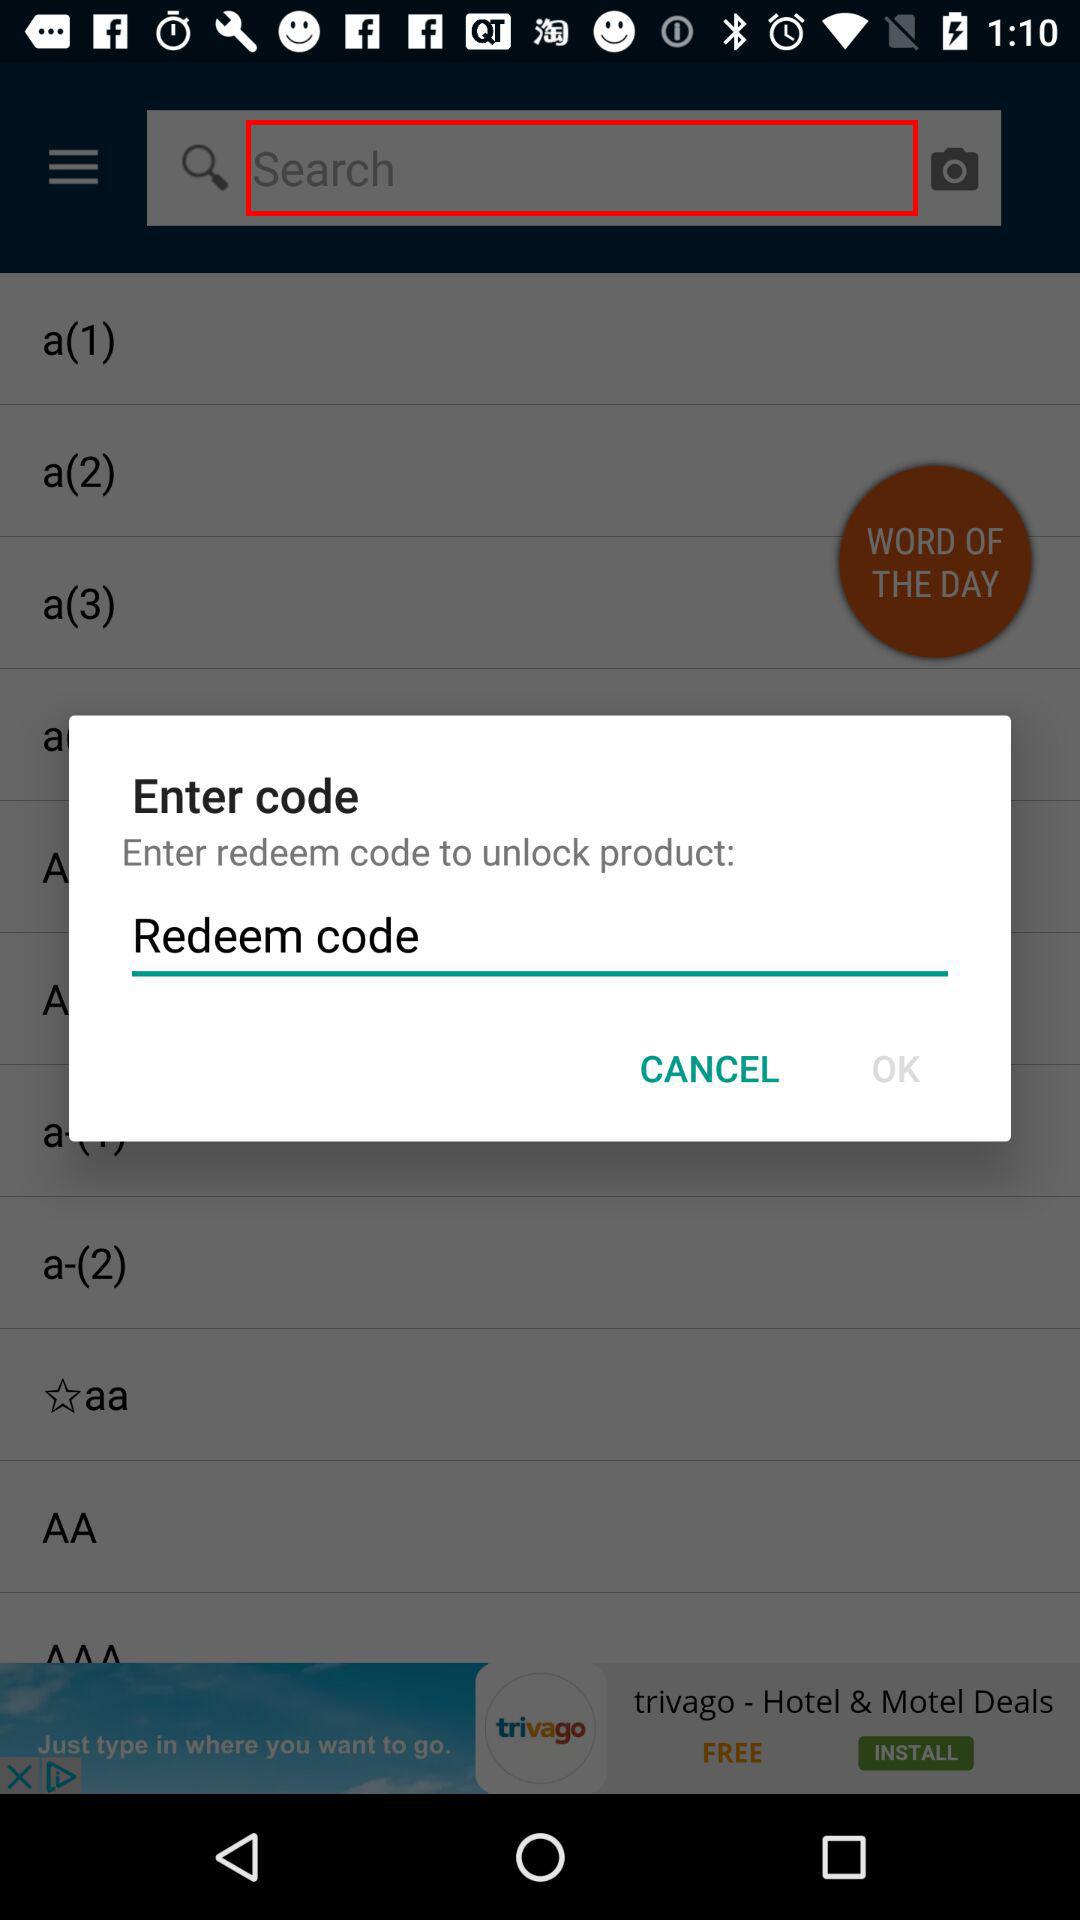 QT 淘 1:10
Search
a(1)
a(2)
WORD OF
THE DAY
a(3)
Enter code
Enter redeem code to unlock product:
Redeem code
CANCEL OK
a-(1)
a-(2)
☆aa
AA
AAA
Just type in where you want to go.
trivago
trivago - Hotel & Motel Deals
FREE INSTALL